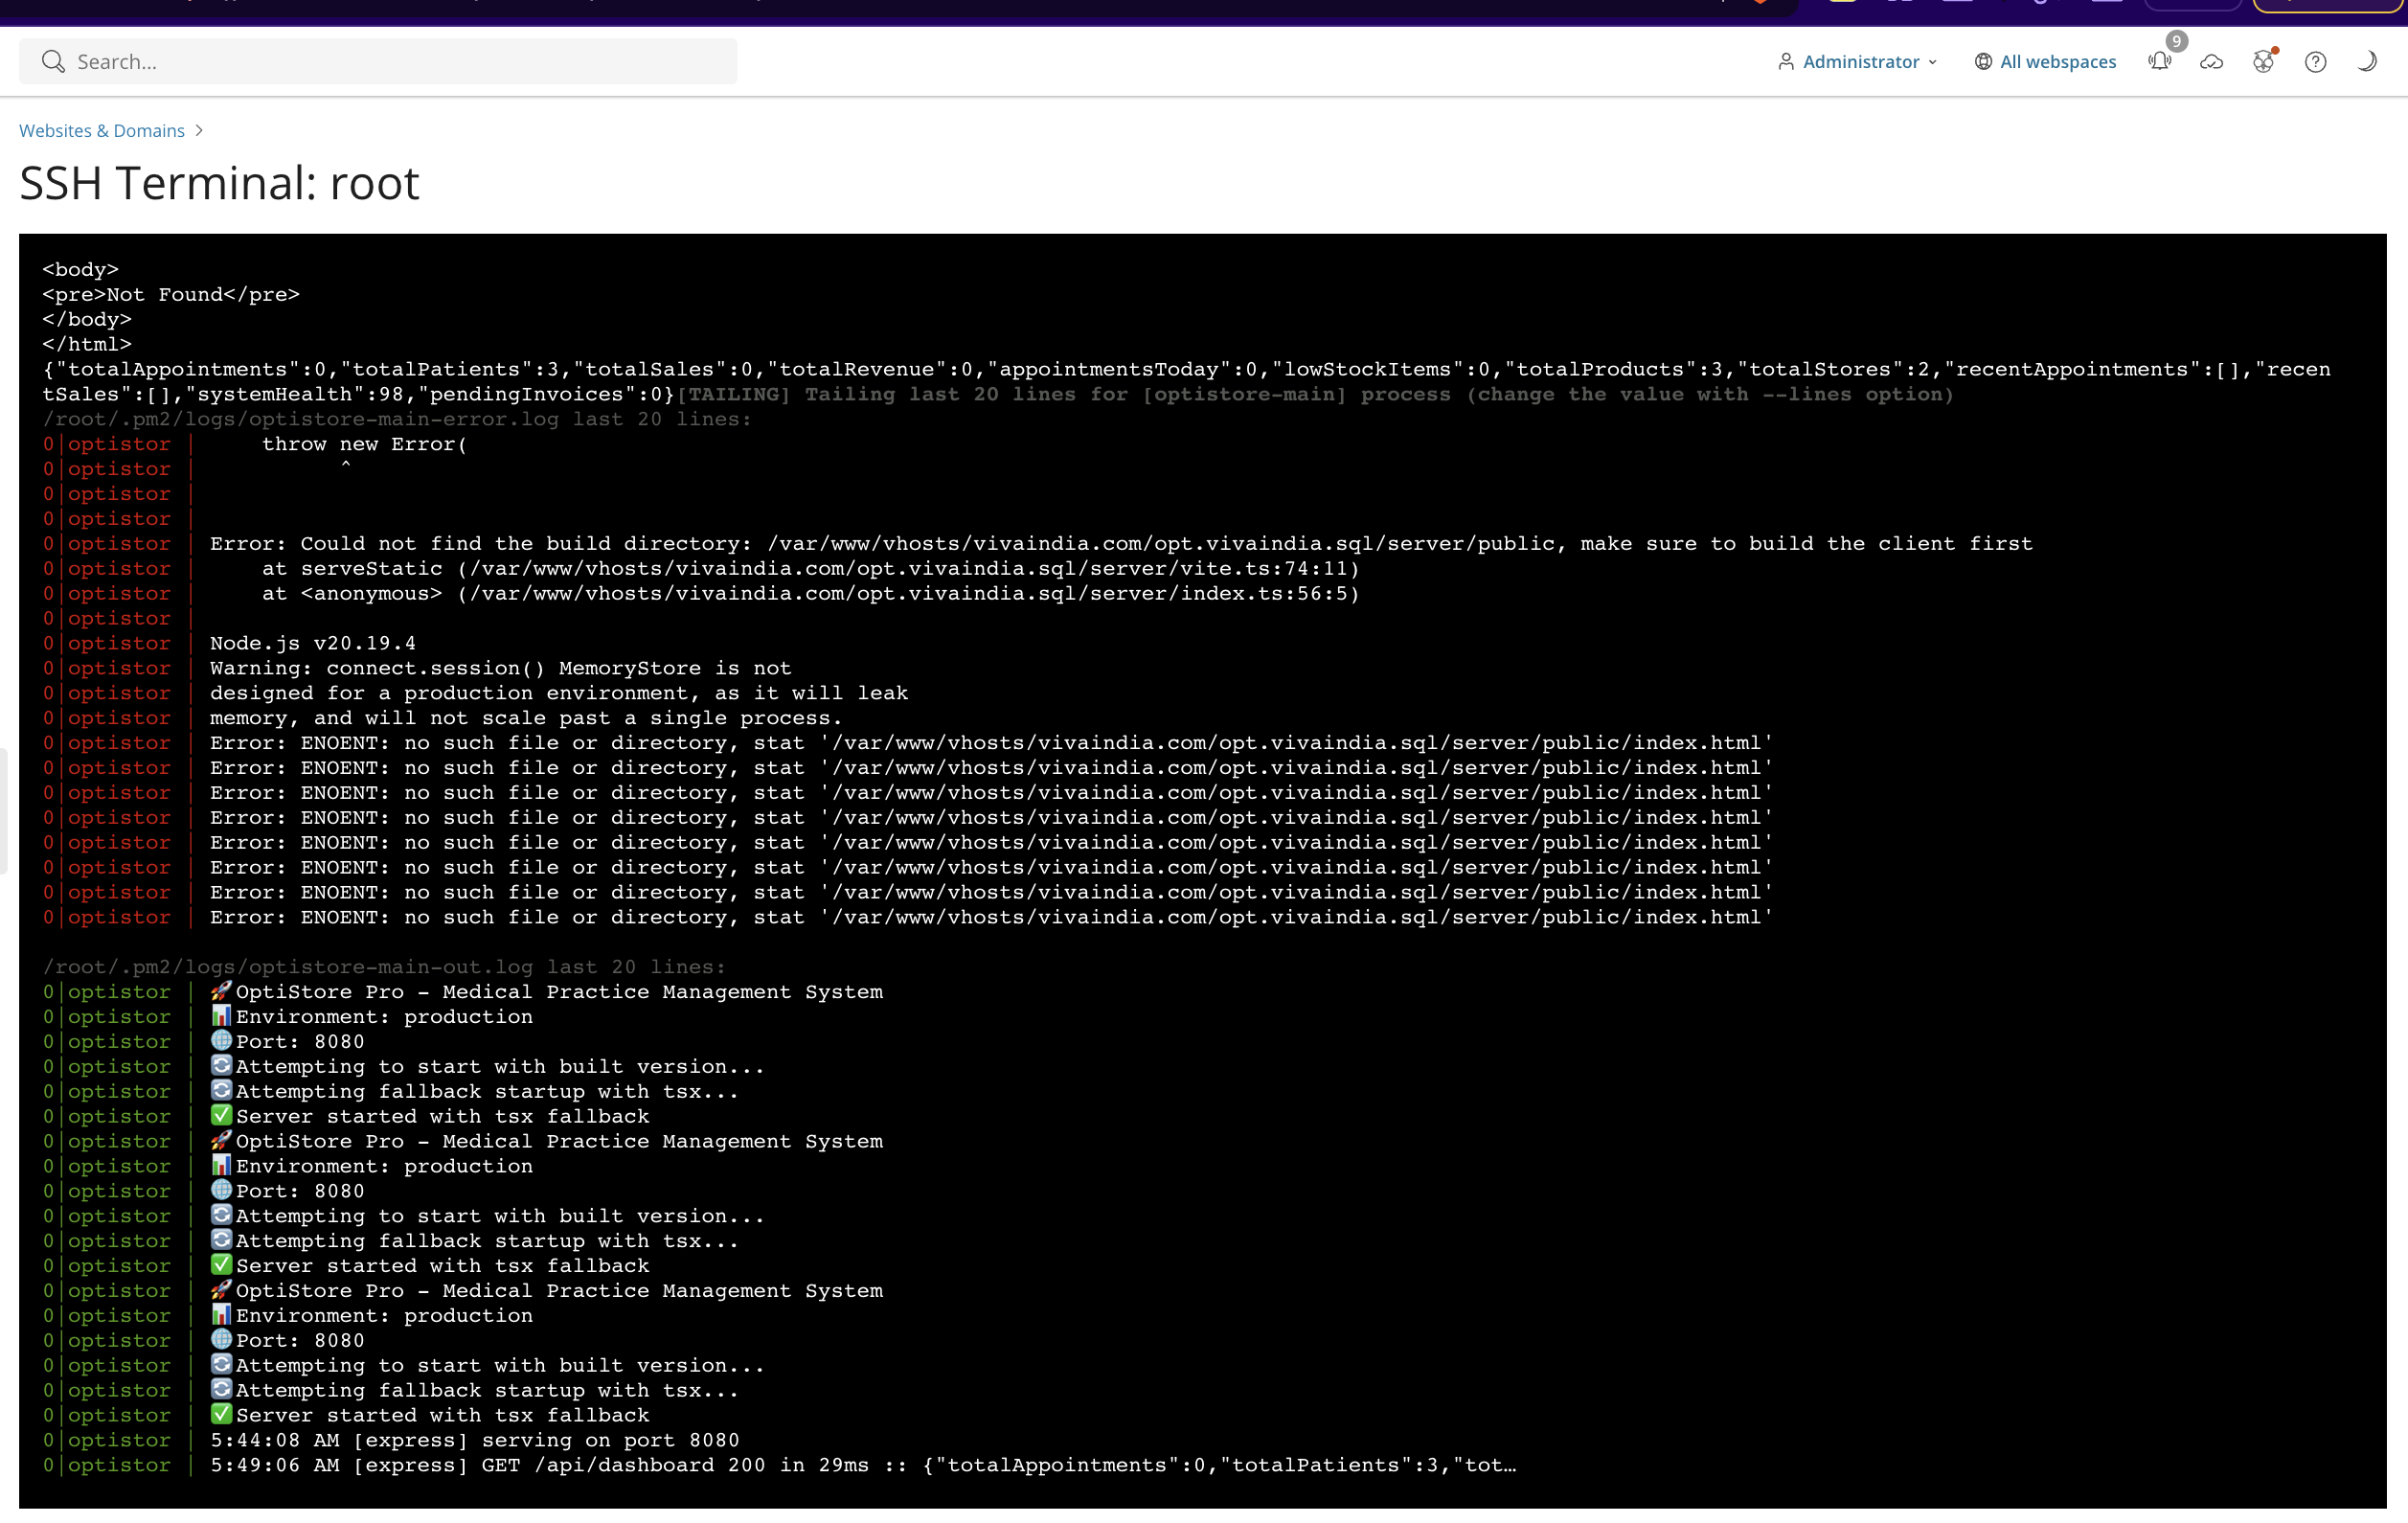 Search...
Administrator
All webspaces
9
Websites & Domains >
SSH Terminal: root
<body>
<pre>Not Found</pre>
</body>
</html>
{"totalAppointments":0,"totalPatients":3,"totalSales":0,"totalRevenue":0,"appointmentsToday":0,"lowStockItems":0,"totalProducts":3,"totalStores":2,"recentAppointments":[],"recen
tSales":[],"systemHealth":98,"pendingInvoices":0}[TAILING] Tailing last 20 lines for [optistore-main] process (change the value with --lines option)
/root/.pm2/logs/optistore-main-error.log last 20 lines:
0|optistor |     throw new Error(
0|optistor |           ^
0|optistor |
0|optistor |
0|optistor | Error: Could not find the build directory: /var/www/vhosts/vivaindia.com/opt.vivaindia.sql/server/public, make sure to build the client first
0|optistor |     at serveStatic (/var/www/vhosts/vivaindia.com/opt.vivaindia.sql/server/vite.ts:74:11)
0|optistor |     at <anonymous> (/var/www/vhosts/vivaindia.com/opt.vivaindia.sql/server/index.ts:56:5)
0|optistor |
0|optistor | Node.js v20.19.4
0|optistor | Warning: connect.session() MemoryStore is not
0|optistor | designed for a production environment, as it will leak
0|optistor | memory, and will not scale past a single process.
0|optistor | Error: ENOENT: no such file or directory, stat '/var/www/vhosts/vivaindia.com/opt.vivaindia.sql/server/public/index.html'
0|optistor | Error: ENOENT: no such file or directory, stat '/var/www/vhosts/vivaindia.com/opt.vivaindia.sql/server/public/index.html'
0|optistor | Error: ENOENT: no such file or directory, stat '/var/www/vhosts/vivaindia.com/opt.vivaindia.sql/server/public/index.html'
0|optistor | Error: ENOENT: no such file or directory, stat '/var/www/vhosts/vivaindia.com/opt.vivaindia.sql/server/public/index.html'
0|optistor | Error: ENOENT: no such file or directory, stat '/var/www/vhosts/vivaindia.com/opt.vivaindia.sql/server/public/index.html'
0|optistor | Error: ENOENT: no such file or directory, stat '/var/www/vhosts/vivaindia.com/opt.vivaindia.sql/server/public/index.html'
0|optistor | Error: ENOENT: no such file or directory, stat '/var/www/vhosts/vivaindia.com/opt.vivaindia.sql/server/public/index.html'
0|optistor | Error: ENOENT: no such file or directory, stat '/var/www/vhosts/vivaindia.com/opt.vivaindia.sql/server/public/index.html'
/root/.pm2/logs/optistore-main-out.log last 20 lines:
0|optistor | 🚀OptiStore Pro - Medical Practice Management System
0|optistor | 📊Environment: production
0|optistor | 🌐Port: 8080
0|optistor | 🔄Attempting to start with built version...
0|optistor | 🔄Attempting fallback startup with tsx...
0|optistor | ✅Server started with tsx fallback
0|optistor | 🚀OptiStore Pro - Medical Practice Management System
0|optistor | 📊Environment: production
0|optistor | 🌐Port: 8080
0|optistor | 🔄Attempting to start with built version...
0|optistor | 🔄Attempting fallback startup with tsx...
0|optistor | ✅Server started with tsx fallback
0|optistor | 🚀OptiStore Pro - Medical Practice Management System
0|optistor | 📊Environment: production
0|optistor | 🌐Port: 8080
0|optistor | 🔄Attempting to start with built version...
0|optistor | 🔄Attempting fallback startup with tsx...
0|optistor | ✅Server started with tsx fallback
0|optistor | 5:44:08 AM [express] serving on port 8080
0|optistor | 5:49:06 AM [express] GET /api/dashboard 200 in 29ms :: {"totalAppointments":0,"totalPatients":3,"tot…